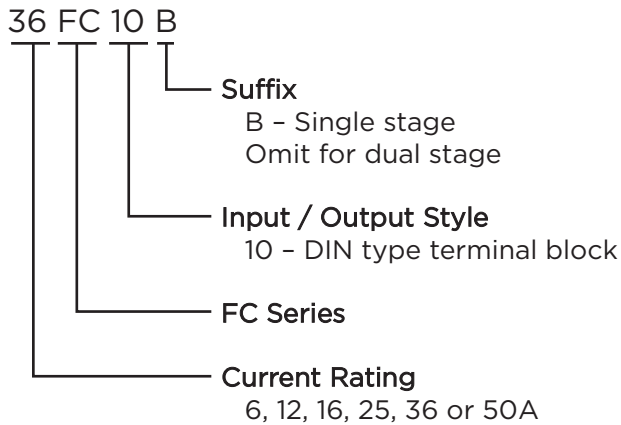 36 FC 10 B
Suffix
B – Single stage
Omit for dual stage
Input / Output Style
10 – DIN type terminal block
FC Series
Current Rating
6, 12, 16, 25, 36 or 50A